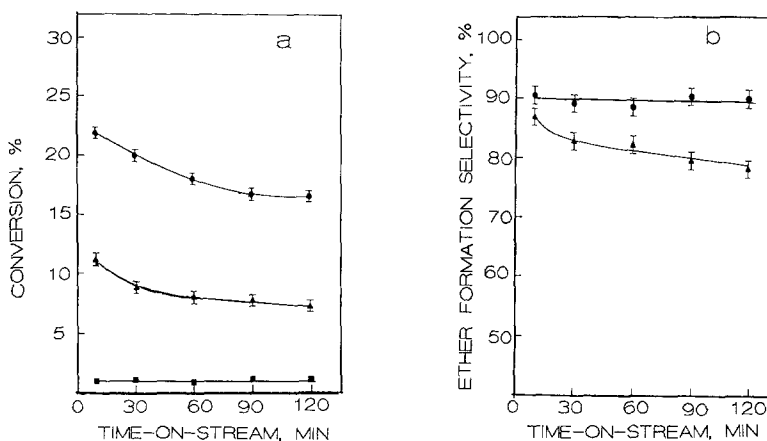 a
CONVERSION, %
30
25
20
15
10
5
0 30 60 90 120
TIME-ON-STREAM, MIN
b
ETHER FORMATION SELECTIVITY, %
100
90
80
70
60
50
40
0 30 60 90 120
TIME-ON-STREAM, MIN